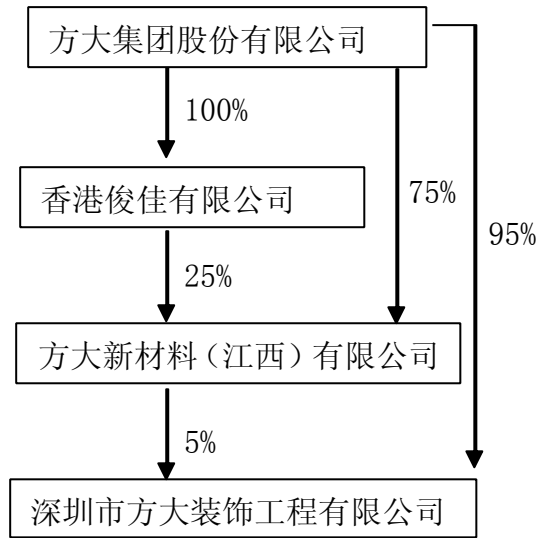 方大集团股份有限公司
100%
香港俊佳有限公司
75%
95%
25%
方大新材料（江西）有限公司
5%
深圳市方大装饰工程有限公司